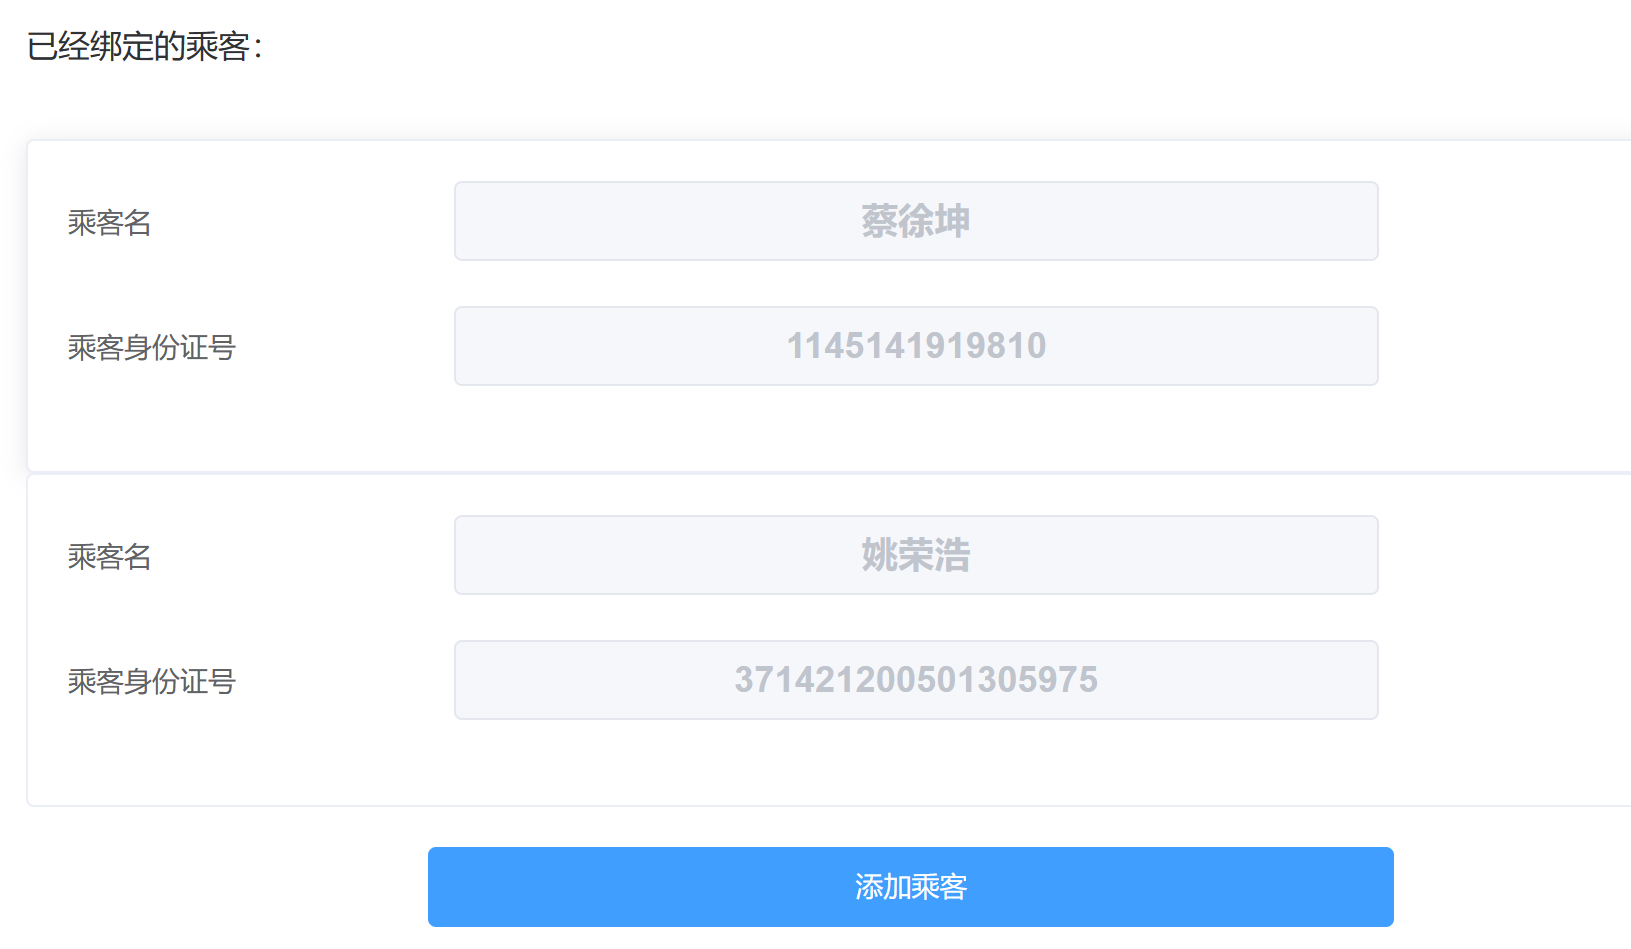 已经绑定的乘客：
乘客名
蔡徐坤
乘客身份证号
1145141919810
乘客名
姚荣浩
乘客身份证号
371421200501305975
添加乘客